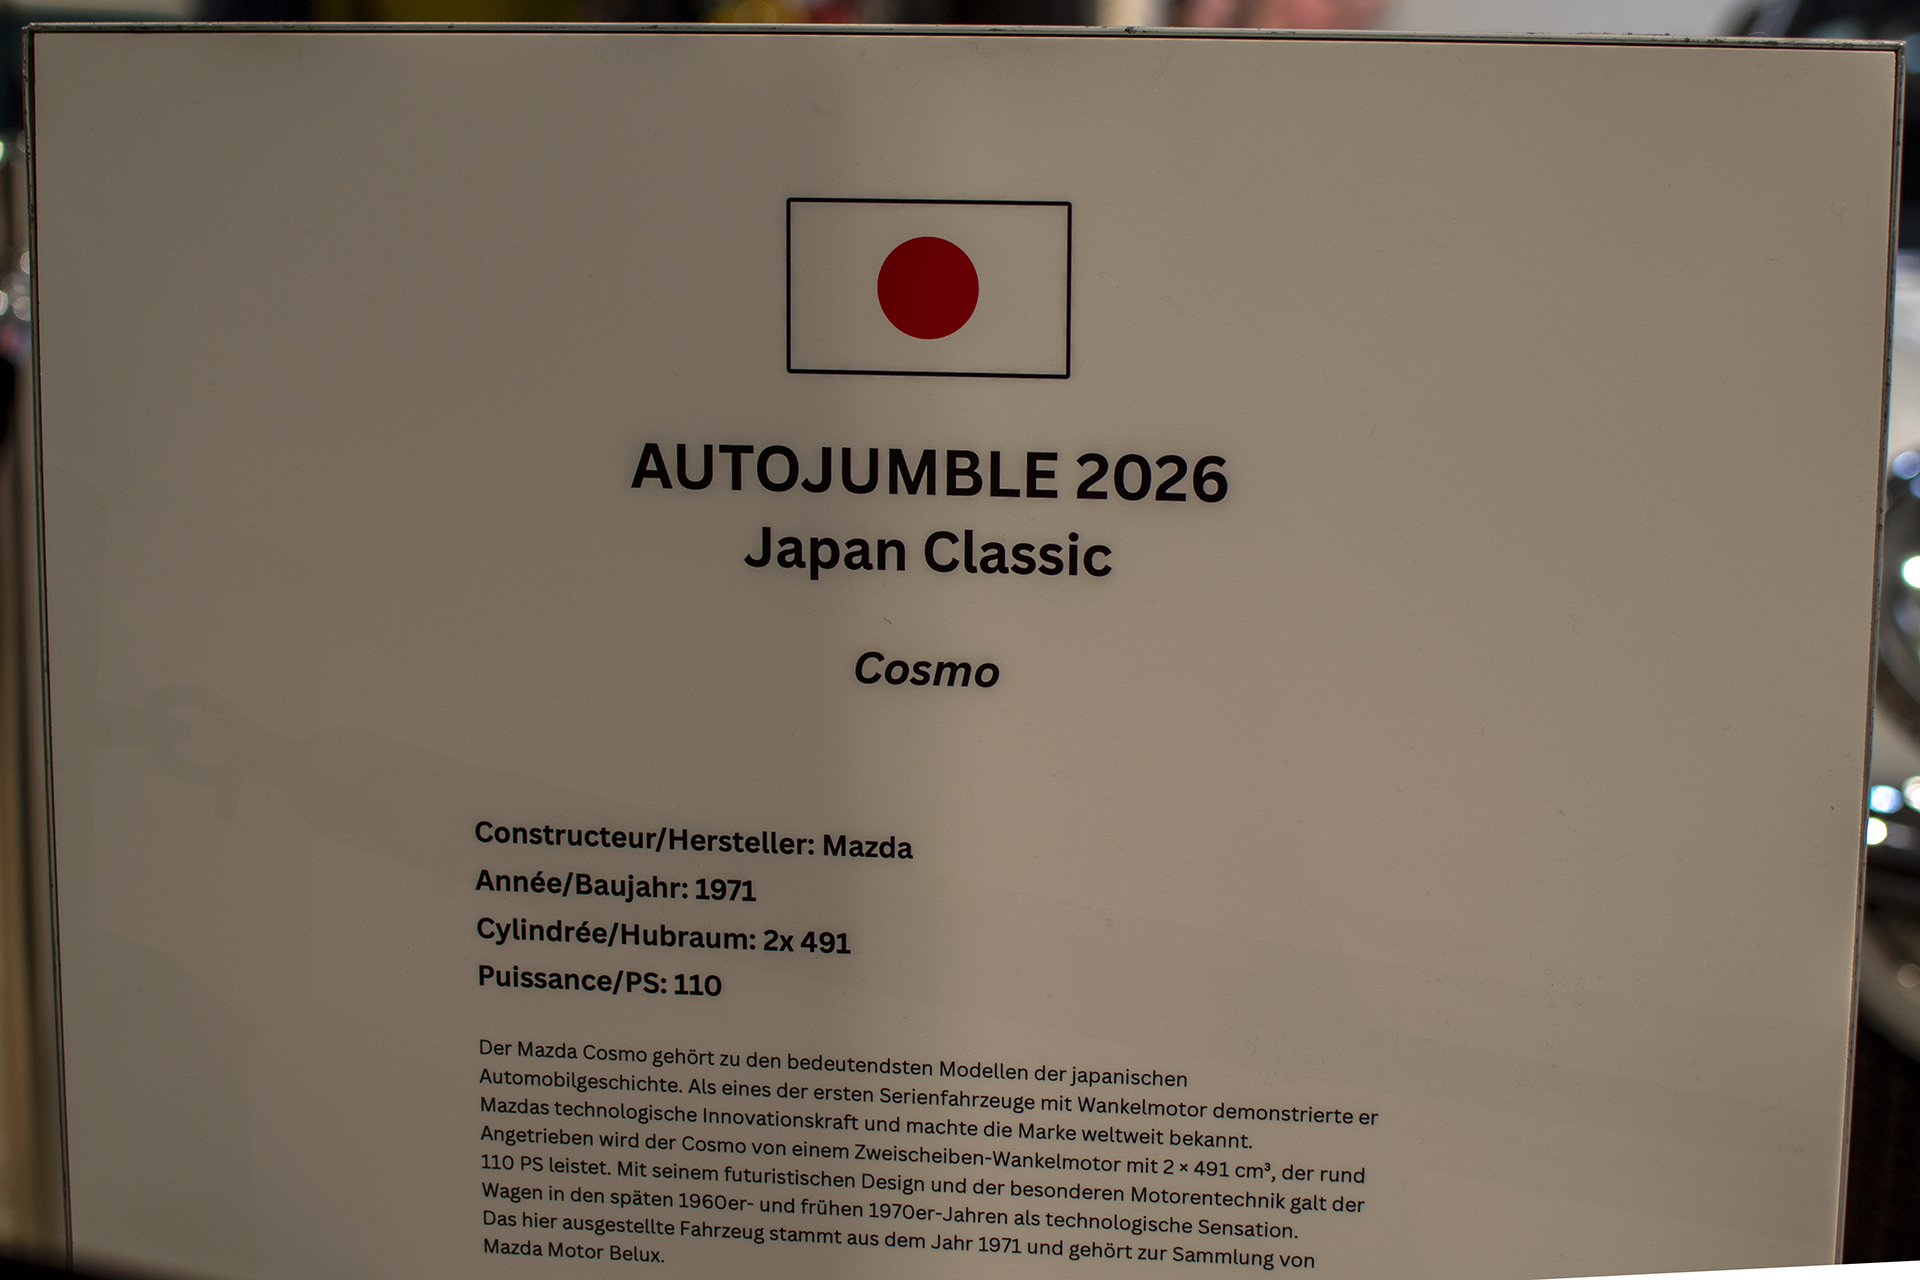 AUTOJUMBLE 2026
Japan Classic
Cosmo
Constructeur/Hersteller: Mazda
Année/Baujahr: 1971
Cylindrée/Hubraum: 2x 491
Puissance/PS: 110
Der Mazda Cosmo gehört zu den bedeutendsten Modellen der japanischen
Automobilgeschichte. Als eines der ersten Serienfahrzeuge mit Wankelmotor demonstrierte er
Mazdas technologische Innovationskraft und machte die Marke weltweit bekannt.
Angetrieben wird der Cosmo von einem Zweischeiben-Wankelmotor mit 2 × 491 cm³, der rund
110 PS leistet. Mit seinem futuristischen Design und der besonderen Motorentechnik galt der
Wagen in den späten 1960er- und frühen 1970er-Jahren als technologische Sensation.
Das hier ausgestellte Fahrzeug stammt aus dem Jahr 1971 und gehört zur Sammlung von
Mazda Motor Belux.